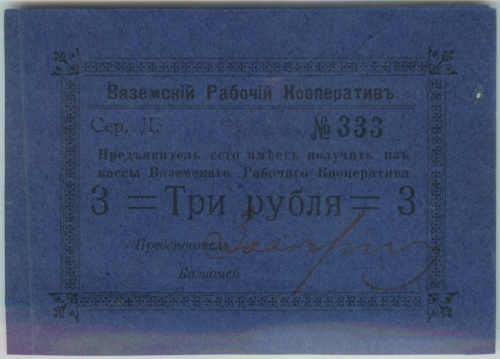 Вяземскій Рабочій Кооперативъ.
Сер. Д. № 333
Предъявитель сего имѣетъ получить изъ
кассы Вяземскаго Рабочаго Кооператива
3 = Три рубля = 3
Предсѣдатель
Казначей